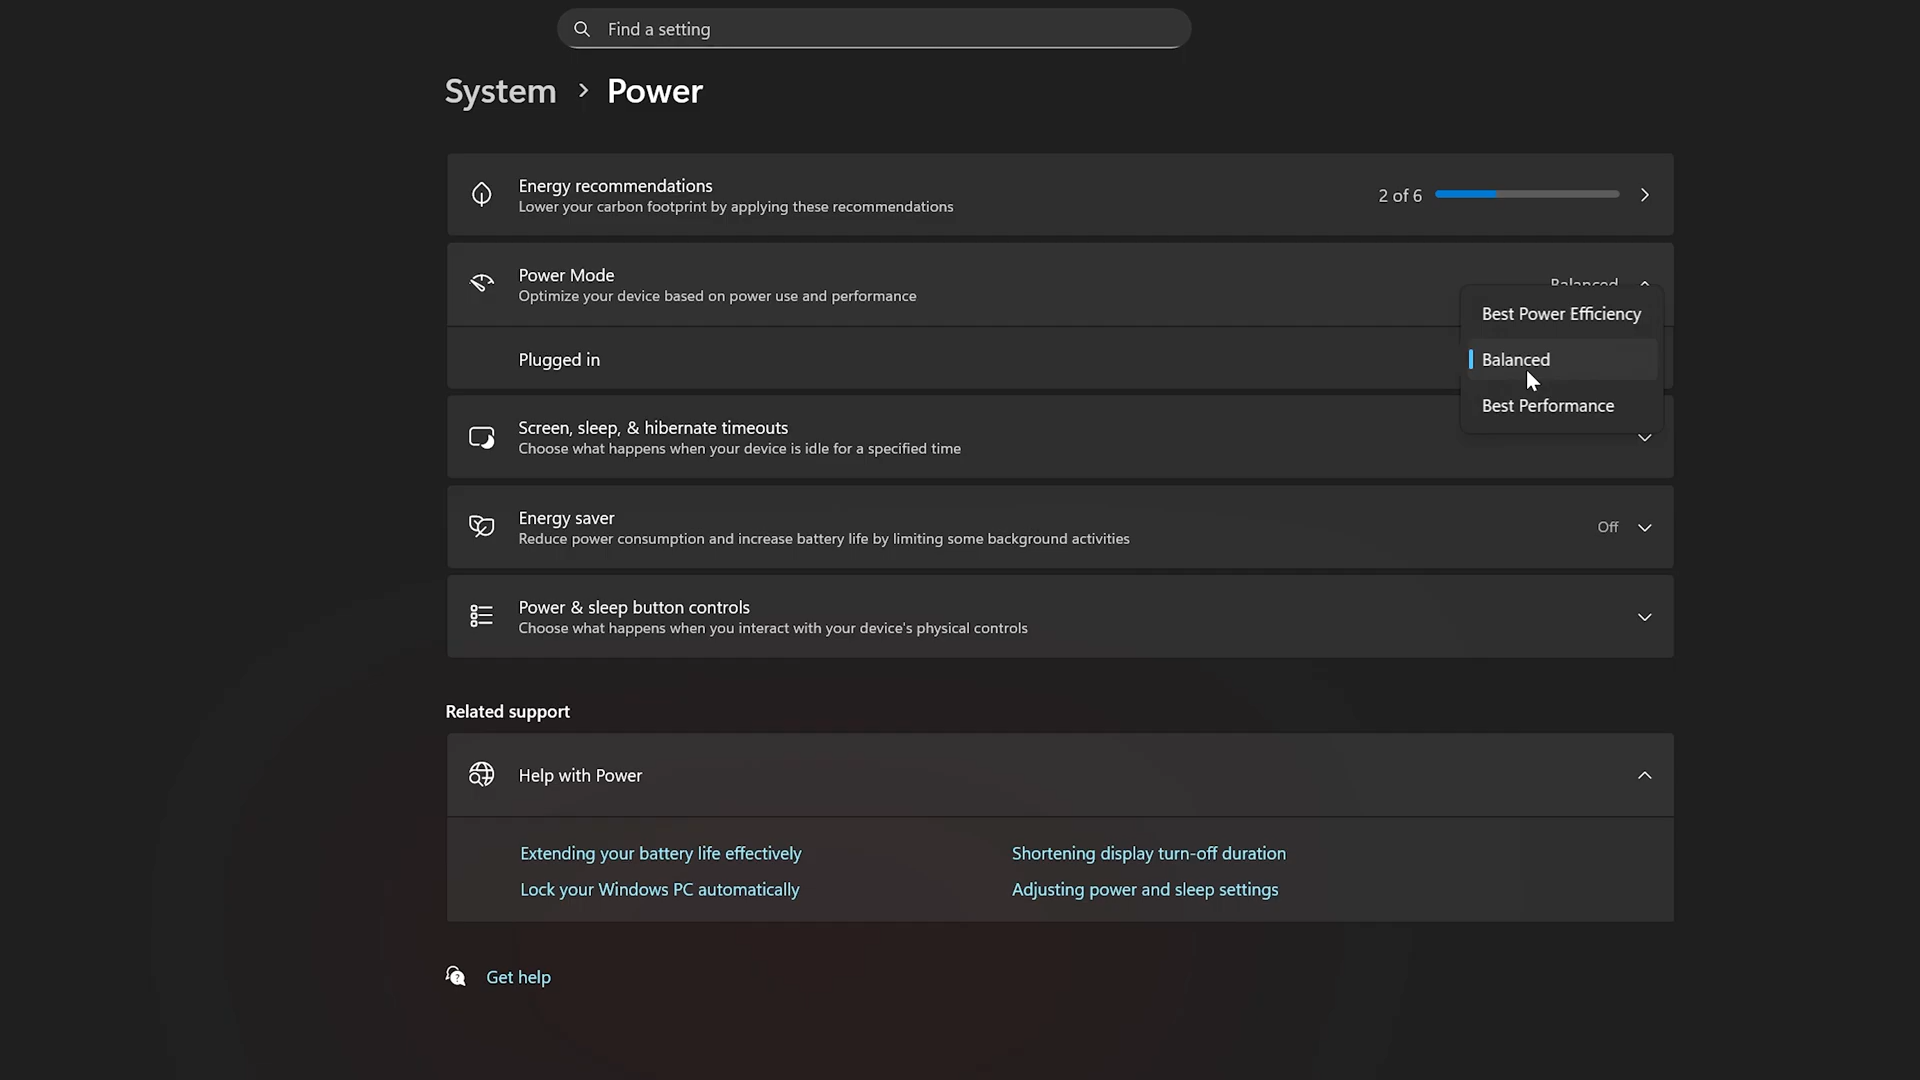 Find a setting
System > Power
Energy recommendations
Lower your carbon footprint by applying these recommendations
2 of 6
Power Mode
Optimize your device based on power use and performance
Balanced
Best Power Efficiency
Plugged in
Balanced
Best Performance
Screen, sleep, & hibernate timeouts
Choose what happens when your device is idle for a specified time
Energy saver
Reduce power consumption and increase battery life by limiting some background activities
Off
Power & sleep button controls
Choose what happens when you interact with your device's physical controls
Related support
Help with Power
Extending your battery life effectively
Shortening display turn-off duration
Lock your Windows PC automatically
Adjusting power and sleep settings
Get help